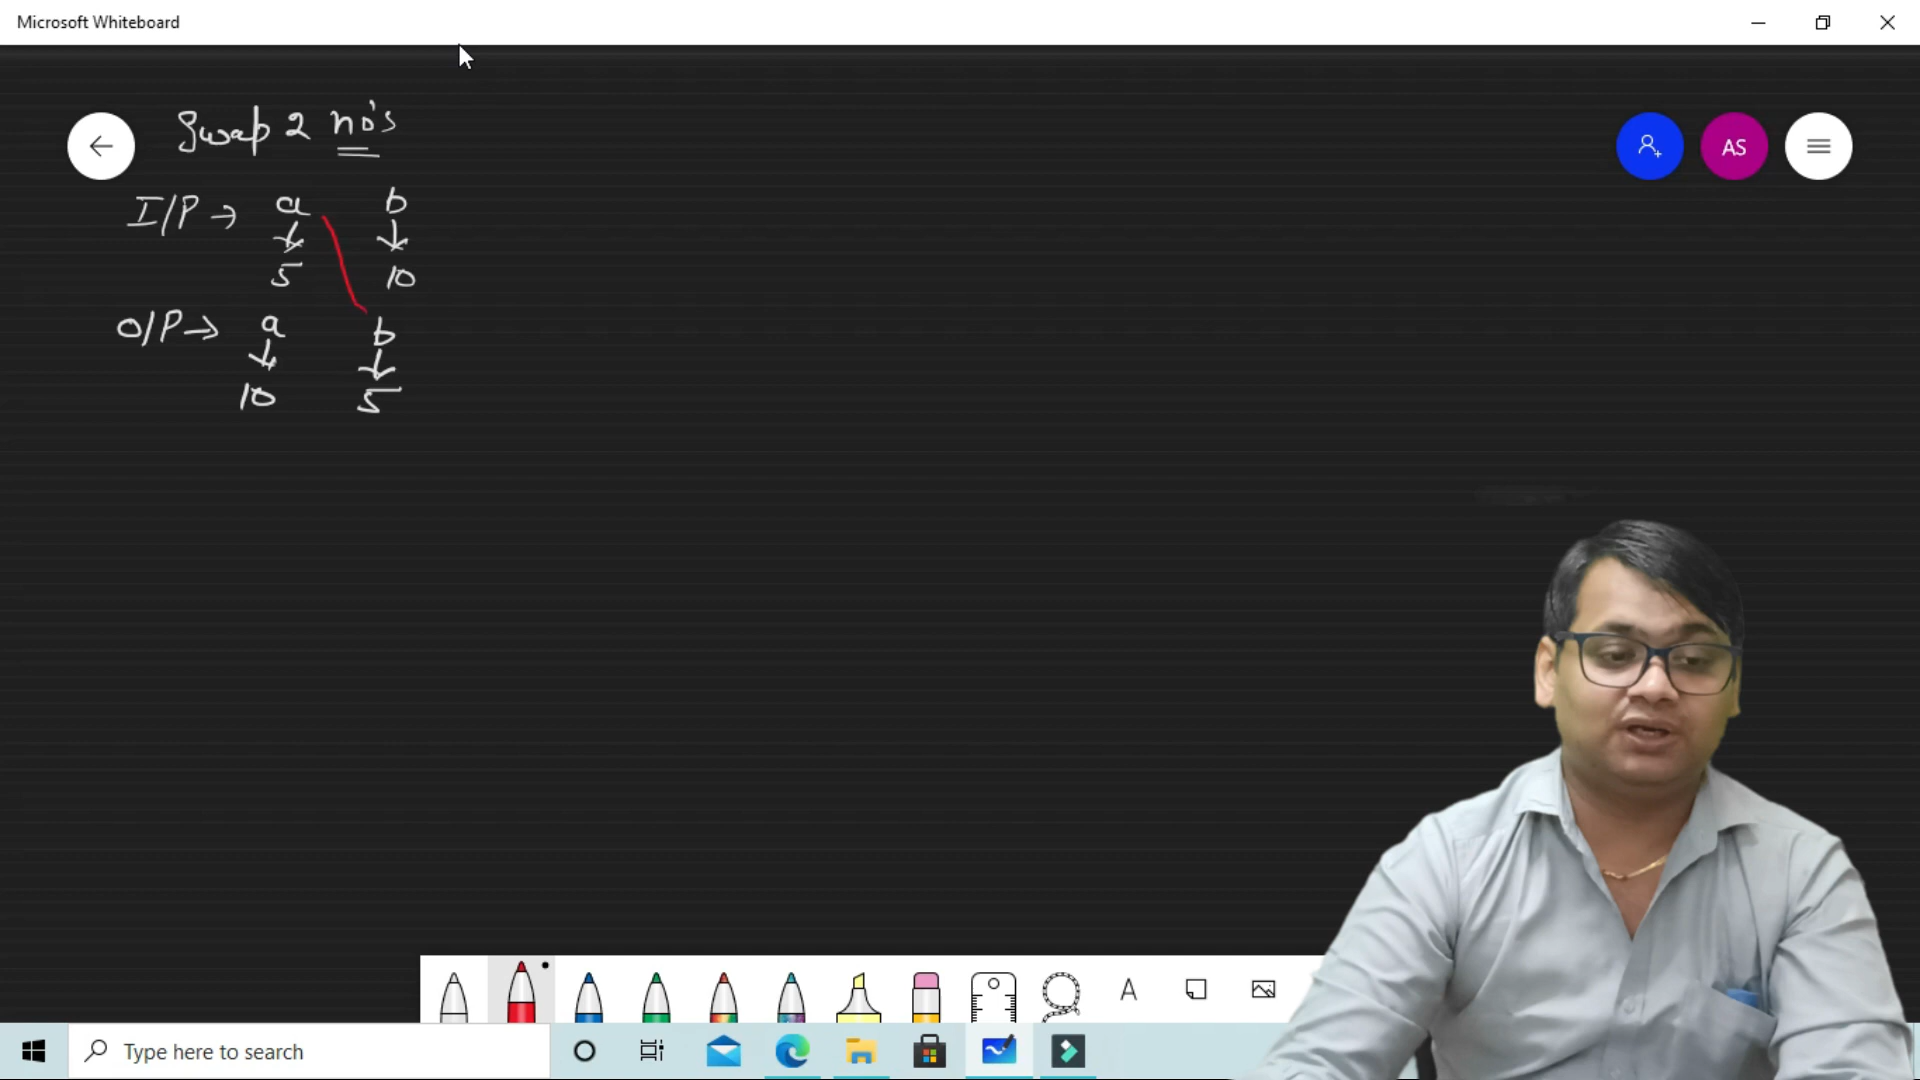 Microsoft Whiteboard
Swap 2 no's
AS
I/P → a b
5 10
O/P → a b
10 5
A
Type here to search